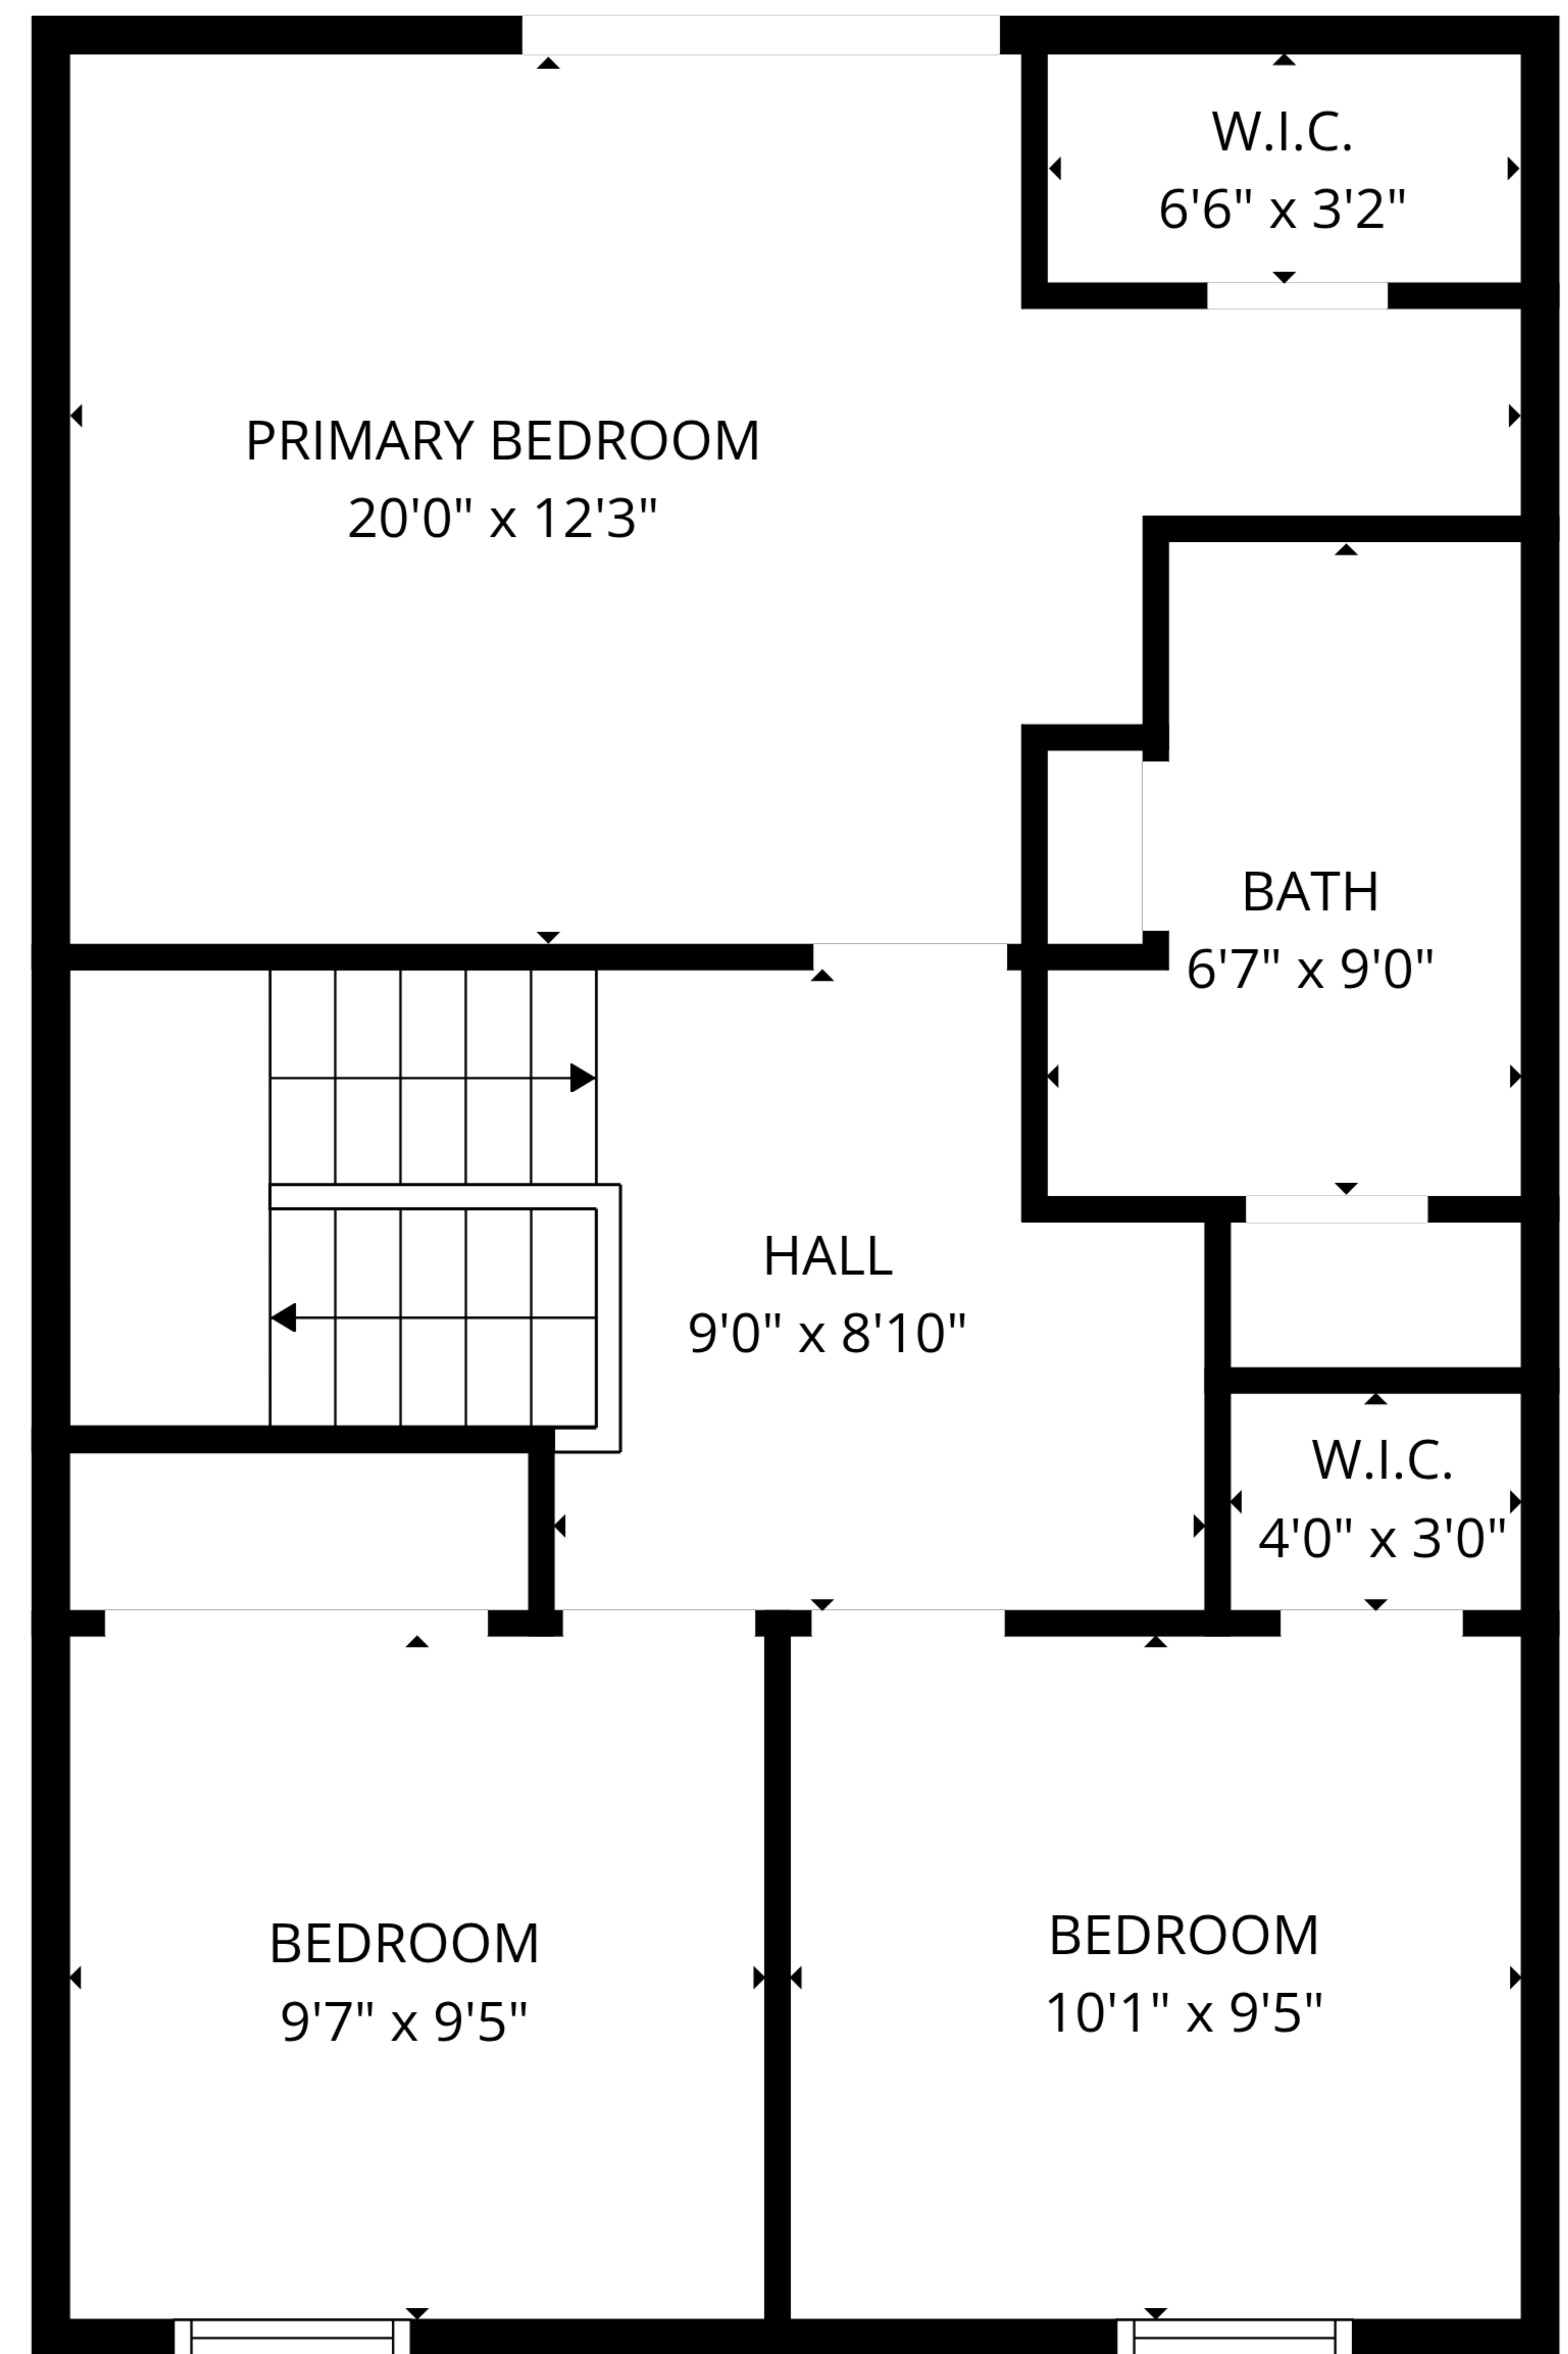 W.I.C.
6'6" x 3'2"
PRIMARY BEDROOM
20'0" x 12'3"
BATH
6'7" x 9'0"
HALL
9'0" x 8'10"
W.I.C.
4'0" x 3'0"
BEDROOM
9'7" x 9'5"
BEDROOM
10'1" x 9'5"